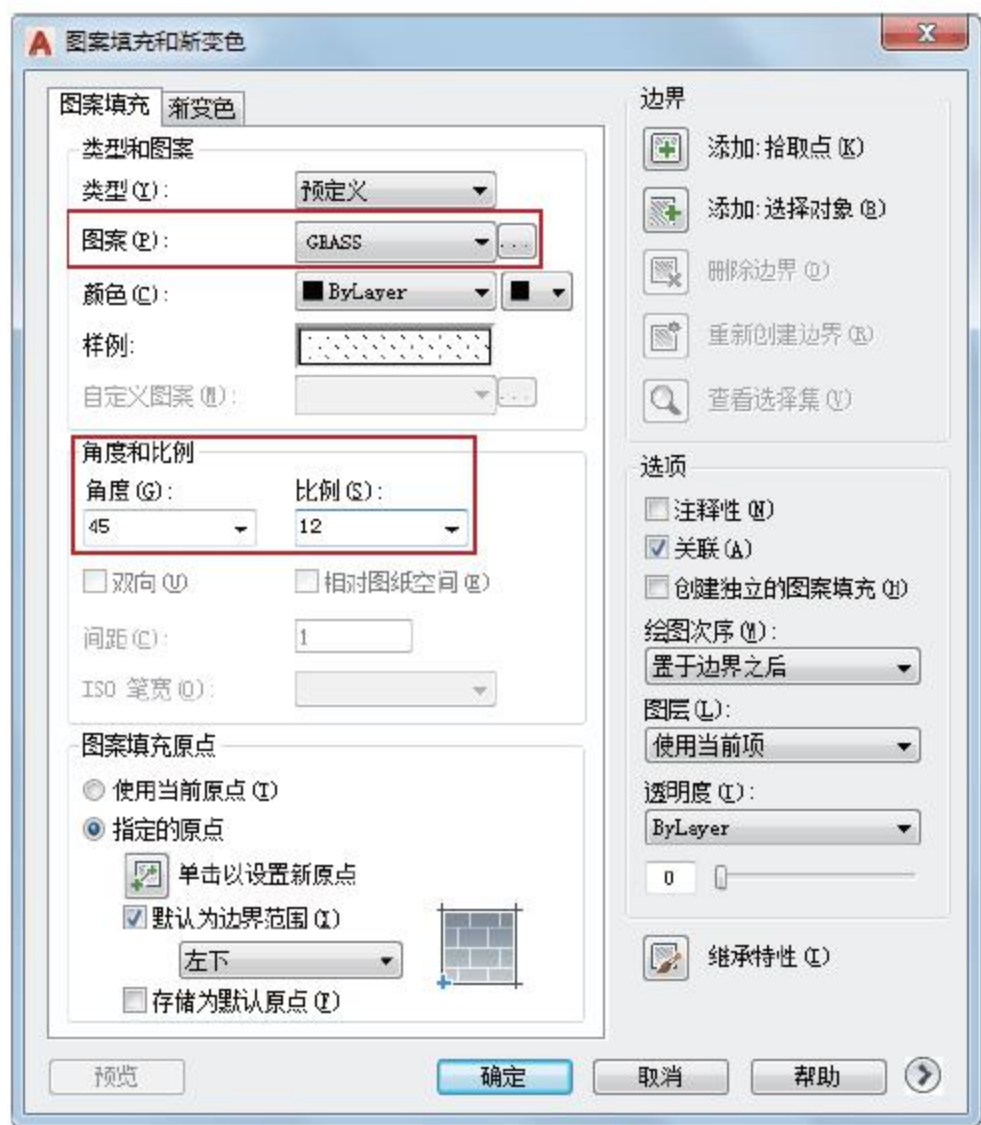 图案填充和渐变色
图案填充 渐变色
类型和图案
类型(Y): 预定义
图案(P): GRASS ...
颜色(C): ByLayer
样例:
自定义图案(M): ...
角度和比例
角度(G): 比例(S):
45 12
双向(U) 相对图纸空间(E)
间距(C): 1
ISO 笔宽(O):
图案填充原点
使用当前原点(T)
指定的原点
单击以设置新原点
默认为边界范围(X)
左下
存储为默认原点(F)
边界
添加:拾取点(K)
添加:选择对象(B)
删除边界(D)
重新创建边界(R)
查看选择集(V)
选项
注释性(N)
关联(A)
创建独立的图案填充(H)
绘图次序(W):
置于边界之后
图层(L):
使用当前项
透明度(T):
ByLayer
0
继承特性(I)
预览 确定 取消 帮助